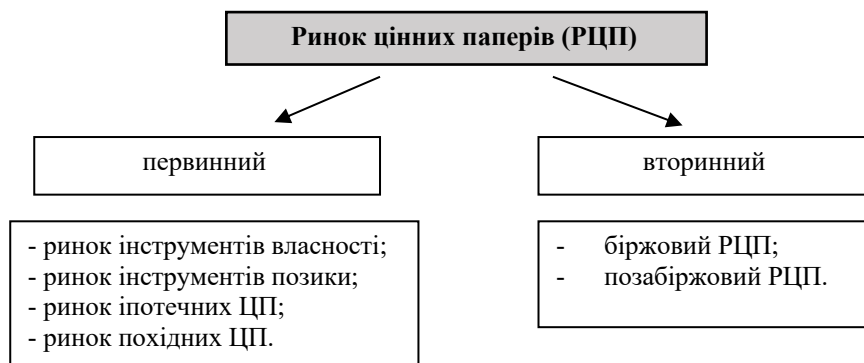 Ринок цінних паперів (РЦП)
первинний
вторинний
- ринок інструментів власності;
- ринок інструментів позики;
- ринок іпотечних ЦП;
- ринок похідних ЦП.
- біржовий РЦП;
- позабіржовий РЦП.